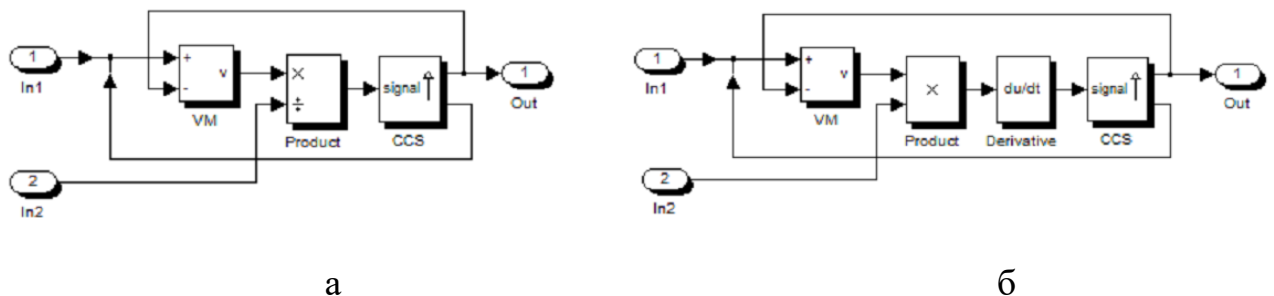 1
In1
+
-
v
VM
×
÷
Product
signal
CCS
1
Out
2
In2
а
1
In1
+
-
v
VM
×
Product
du/dt
Derivative
signal
CCS
1
Out
2
In2
б